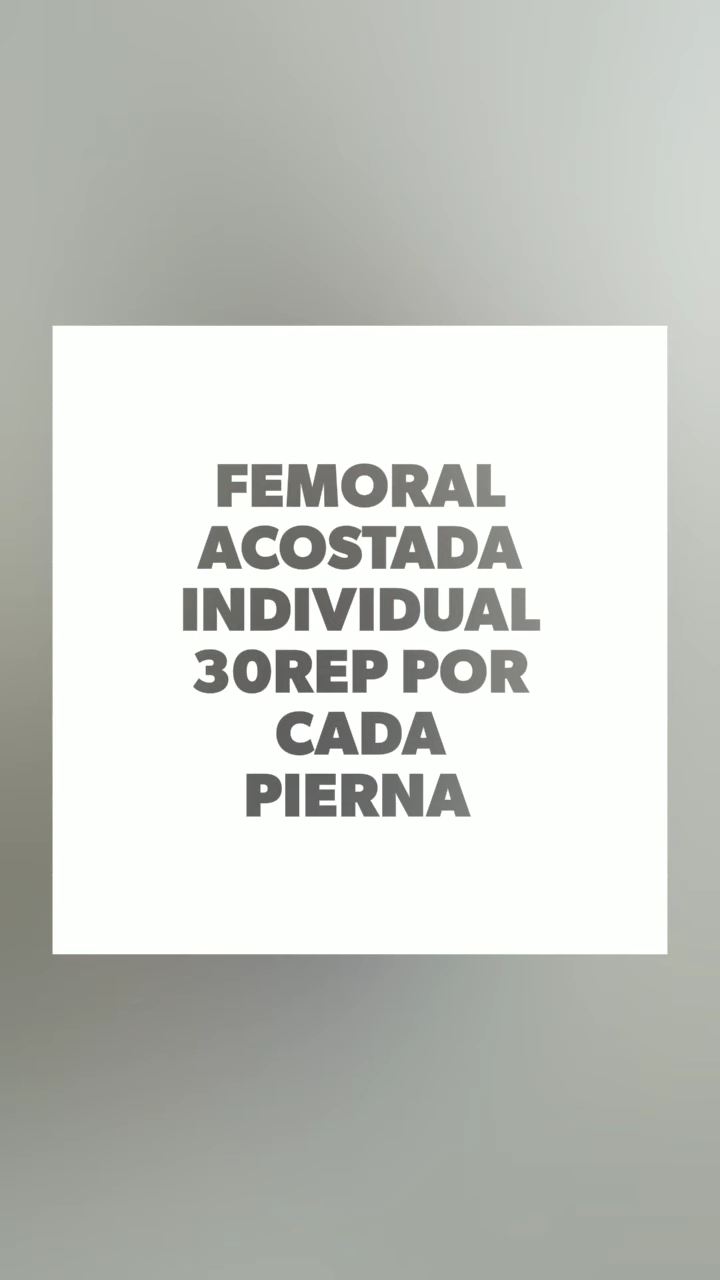 FEMORAL
ACOSTADA
INDIVIDUAL
30REP POR
CADA
PIERNA